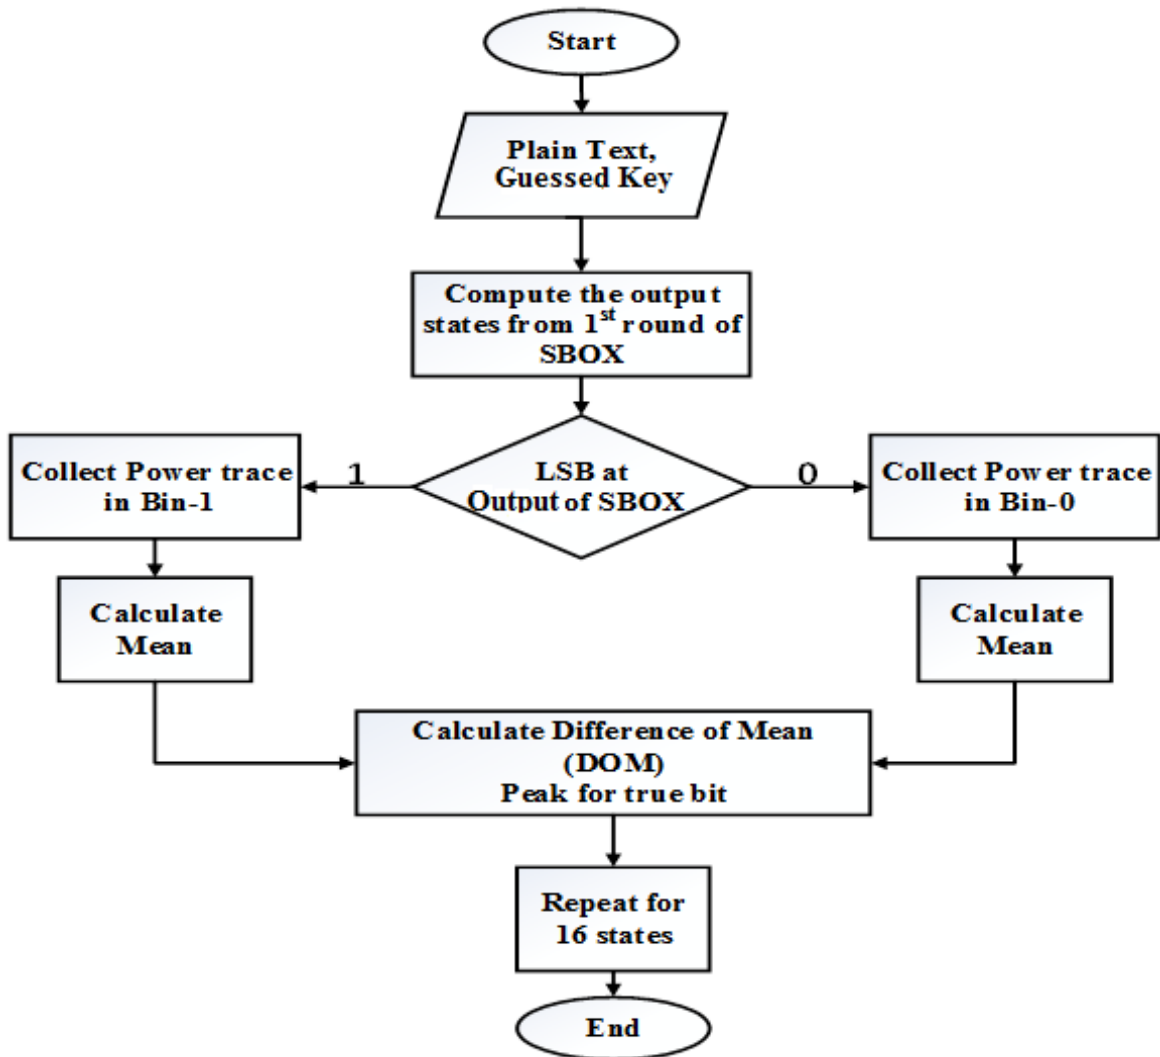 Start
Plain Text,
Guessed Key
Compute the output
states from 1st round of
SBOX
LSB at
Output of SBOX
1
0
Collect Power trace
in Bin-1
Collect Power trace
in Bin-0
Calculate
Mean
Calculate
Mean
Calculate Difference of Mean
(DOM)
Peak for true bit
Repeat for
16 states
End